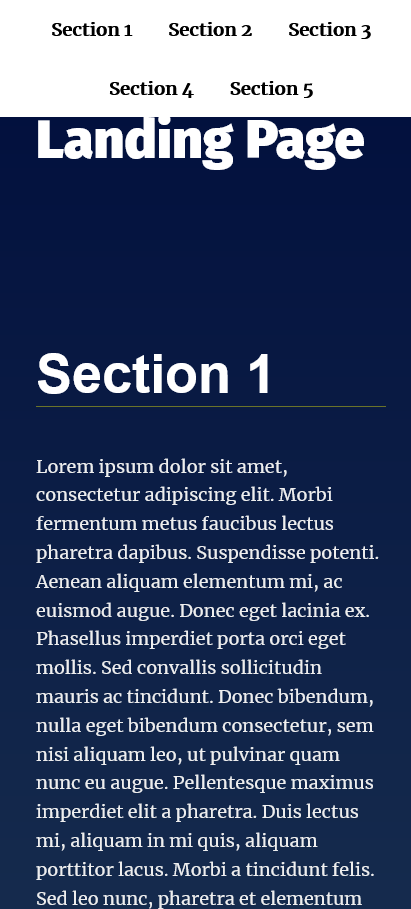 Section 1 Section 2 Section 3
Section 4 Section 5
Landing Page
Section 1
Lorem ipsum dolor sit amet,
consectetur adipiscing elit. Morbi
fermentum metus faucibus lectus
pharetra dapibus. Suspendisse potenti.
Aenean aliquam elementum mi, ac
euismod augue. Donec eget lacinia ex.
Phasellus imperdiet porta orci eget
mollis. Sed convallis sollicitudin
mauris ac tincidunt. Donec bibendum,
nulla eget bibendum consectetur, sem
nisi aliquam leo, ut pulvinar quam
nunc eu augue. Pellentesque maximus
imperdiet elit a pharetra. Duis lectus
mi, aliquam in mi quis, aliquam
porttitor lacus. Morbi a tincidunt felis.
Sed leo nunc, pharetra et elementum